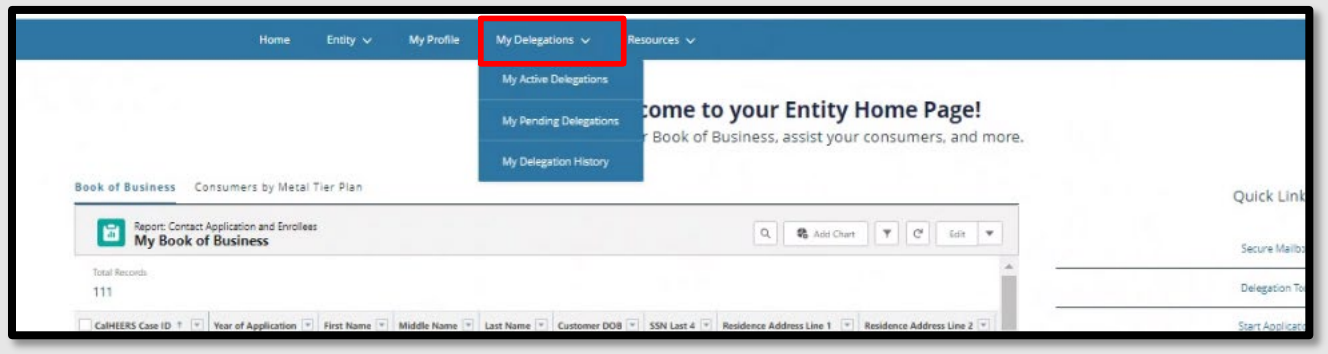 Home Entity My Profile My Delegations Resources
My Active Delegations
My Pending Delegations
My Delegation History
come to your Entity Home Page!
Book of Business, assist your consumers, and more.
Book of Business Consumers by Metal Tier Plan
Quick Link
Report: Contact Application and Enrollees
My Book of Business
Add Chart Edit
Total Records
111
Secure Mailbo
Delegation To
Start Applicati
CalHEERS Case ID ↑ Year of Application First Name Middle Name Last Name Customer DOB SSN Last 4 Residence Address Line 1 Residence Address Line 2